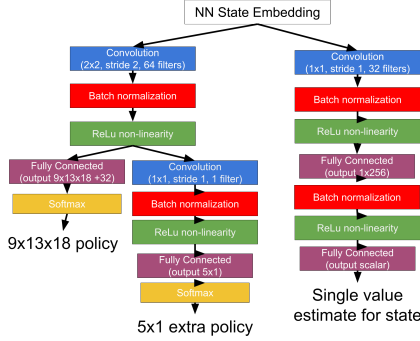 NN State Embedding
Convolution
(2x2, stride 2, 64 filters)
Batch normalization
ReLu non-linearity
Fully Connected
(output 9x13x18 +32)
Softmax
9x13x18 policy
Convolution
(1x1, stride 1, 1 filter)
Batch normalization
ReLu non-linearity
Fully Connected
(output 5x1)
Softmax
5x1 extra policy
Convolution
(1x1, stride 1, 32 filters)
Batch normalization
ReLu non-linearity
Fully Connected
(output 1x256)
Batch normalization
ReLu non-linearity
Fully Connected
(output scalar)
Single value
estimate for state